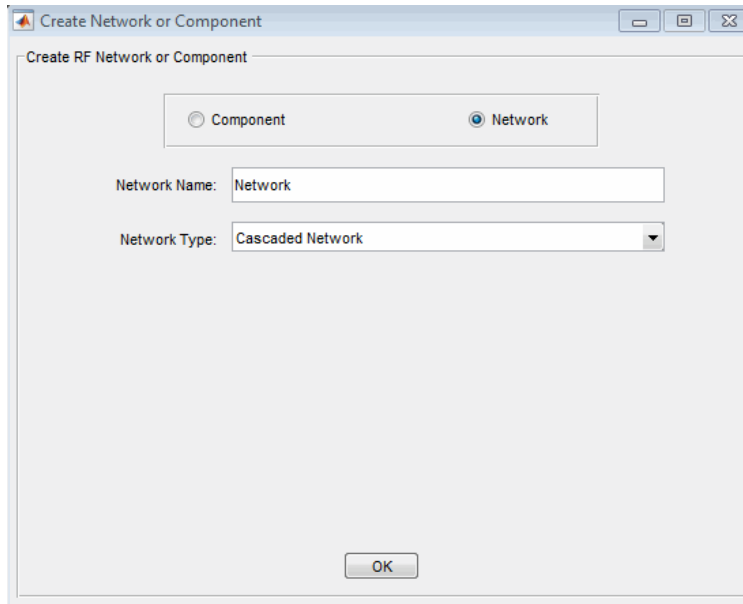 Create Network or Component
Create RF Network or Component
Component Network
Network Name: Network
Network Type: Cascaded Network
OK